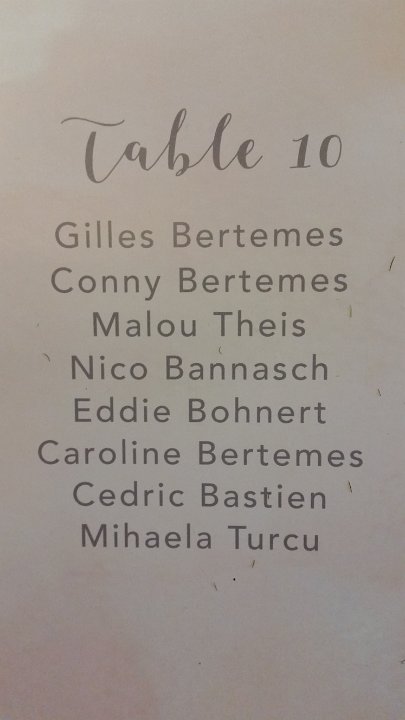 Table 10
Gilles Bertemes
Conny Bertemes
Malou Theis
Nico Bannasch
Eddie Bohnert
Caroline Bertemes
Cedric Bastien
Mihaela Turcu